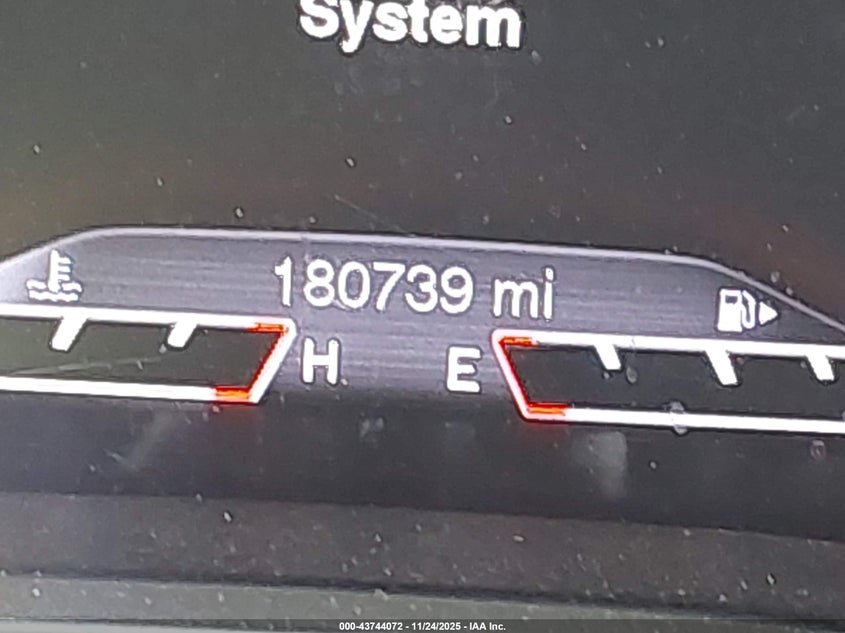 System
180739 mi
H
E
000-43744072 - 11/24/2025 - IAA Inc.